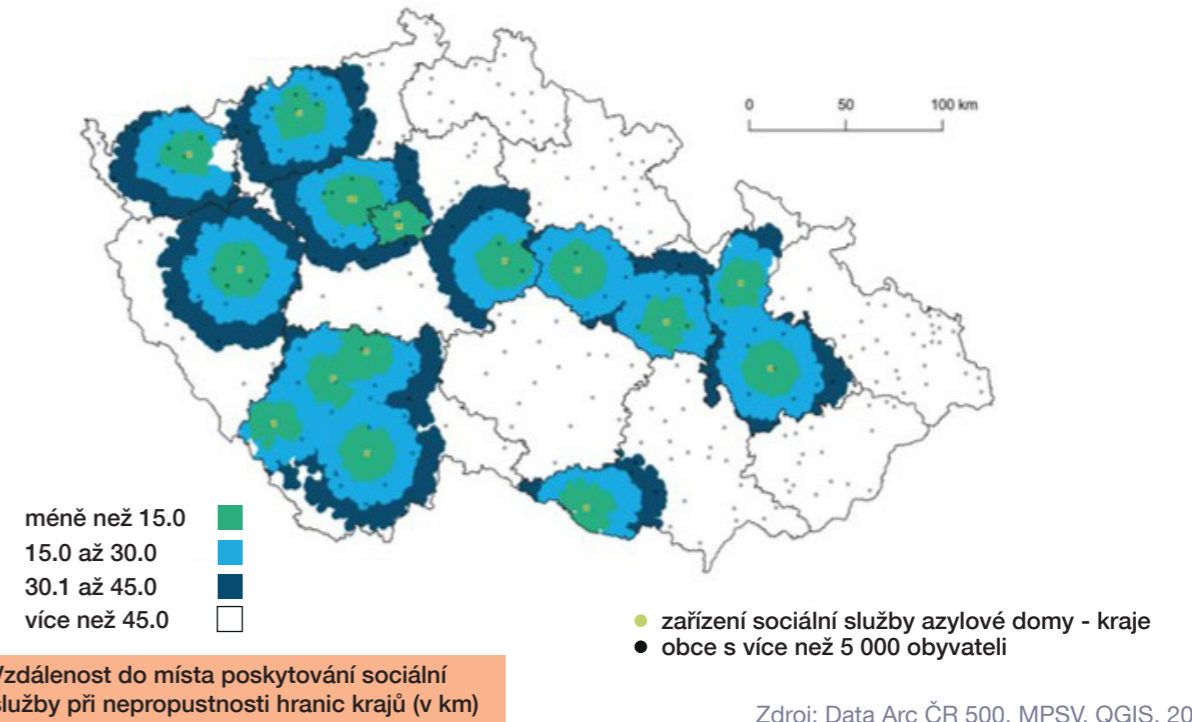 0 50 100 km
méně než 15.0
15.0 až 30.0
30.1 až 45.0
více než 45.0
zařízení sociální služby azylové domy - kraje
obce s více než 5 000 obyvateli
Vzdálenost do místa poskytování sociální
služby při nepropustnosti hranic krajů (v km)
Zdroj: Data Arc ČR 500, MPSV, QGIS, 20